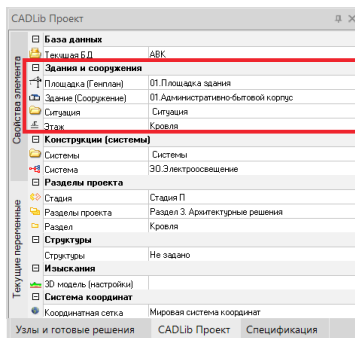 CADLib Проект
База данных
Текущая БД АВК
Здания и сооружения
Площадка (Генплан) 01.Площадка здания
Здание (Сооружение) 01.Административно-бытовой корпус
Ситуация Ситуация
Этаж Кровля
Конструкции (системы)
Системы Системы
Система ЭО.Электроосвещение
Разделы проекта
Стадия Стадия П
Разделы проекта Раздел 3. Архитектурные решения
Раздел Кровля
Структуры
Структуры Не задано
Изыскания
3D модель (настройки)
Система координат
Координатная сетка Мировая система координат
Свойства элемента
Текущие переменные
Узлы и готовые решения CADLib Проект Спецификация